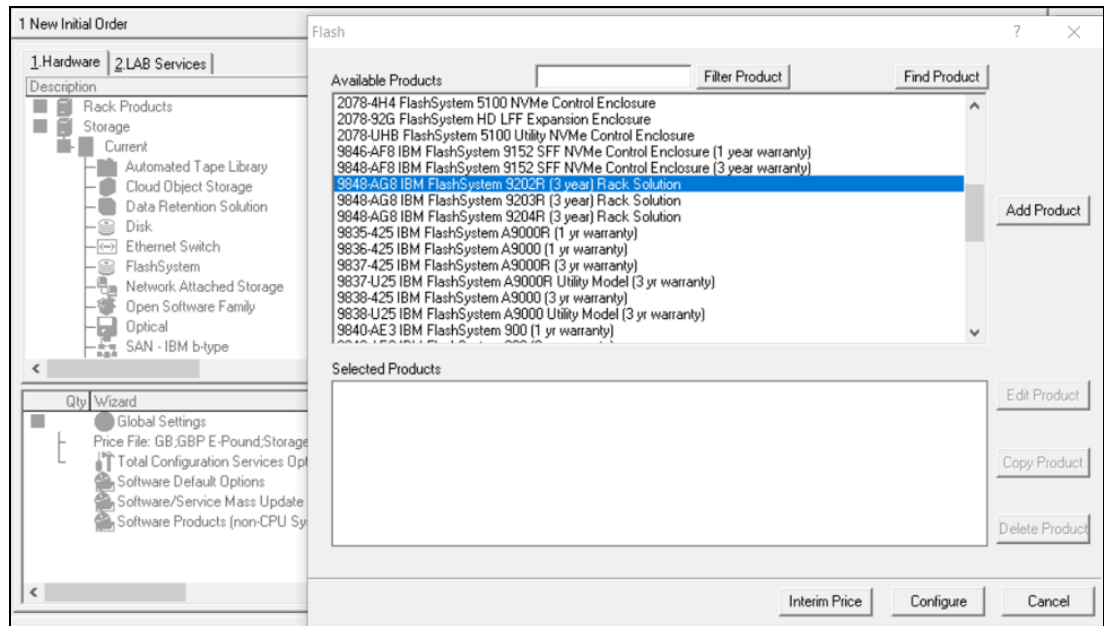 1 New Initial Order
1.Hardware
2.LAB Services
Description
Rack Products
Storage
Current
Automated Tape Library
Cloud Object Storage
Data Retention Solution
Disk
Ethernet Switch
FlashSystem
Network Attached Storage
Open Software Family
Optical
SAN - IBM b-type
Qty
Wizard
Global Settings
Price File: GB;GBP E-Pound;Storage
Total Configuration Services Opt
Software Default Options
Software/Service Mass Update
Software Products (non-CPU Sy
Flash
?
Available Products
Filter Product
Find Product
2078-4H4 FlashSystem 5100 NVMe Control Enclosure
2078-92G FlashSystem HD LFF Expansion Enclosure
2078-UHB FlashSystem 5100 Utility NVMe Control Enclosure
9846-AF8 IBM FlashSystem 9152 SFF NVMe Control Enclosure (1 year warranty)
9848-AF8 IBM FlashSystem 9152 SFF NVMe Control Enclosure (3 year warranty)
9848-AG8 IBM FlashSystem 9202R (3 year) Rack Solution
9848-AG8 IBM FlashSystem 9203R (3 year) Rack Solution
9848-AG8 IBM FlashSystem 9204R (3 year) Rack Solution
9835-425 IBM FlashSystem A9000R (1 yr warranty)
9836-425 IBM FlashSystem A9000 (1 yr warranty)
9837-425 IBM FlashSystem A9000R (3 yr warranty)
9837-U25 IBM FlashSystem A9000R Utility Model (3 yr warranty)
9838-425 IBM FlashSystem A9000 (3 yr warranty)
9838-U25 IBM FlashSystem A9000 Utility Model (3 yr warranty)
9840-AE3 IBM FlashSystem 900 (1 yr warranty)
Add Product
Selected Products
Edit Product
Copy Product
Delete Product
Interim Price
Configure
Cancel